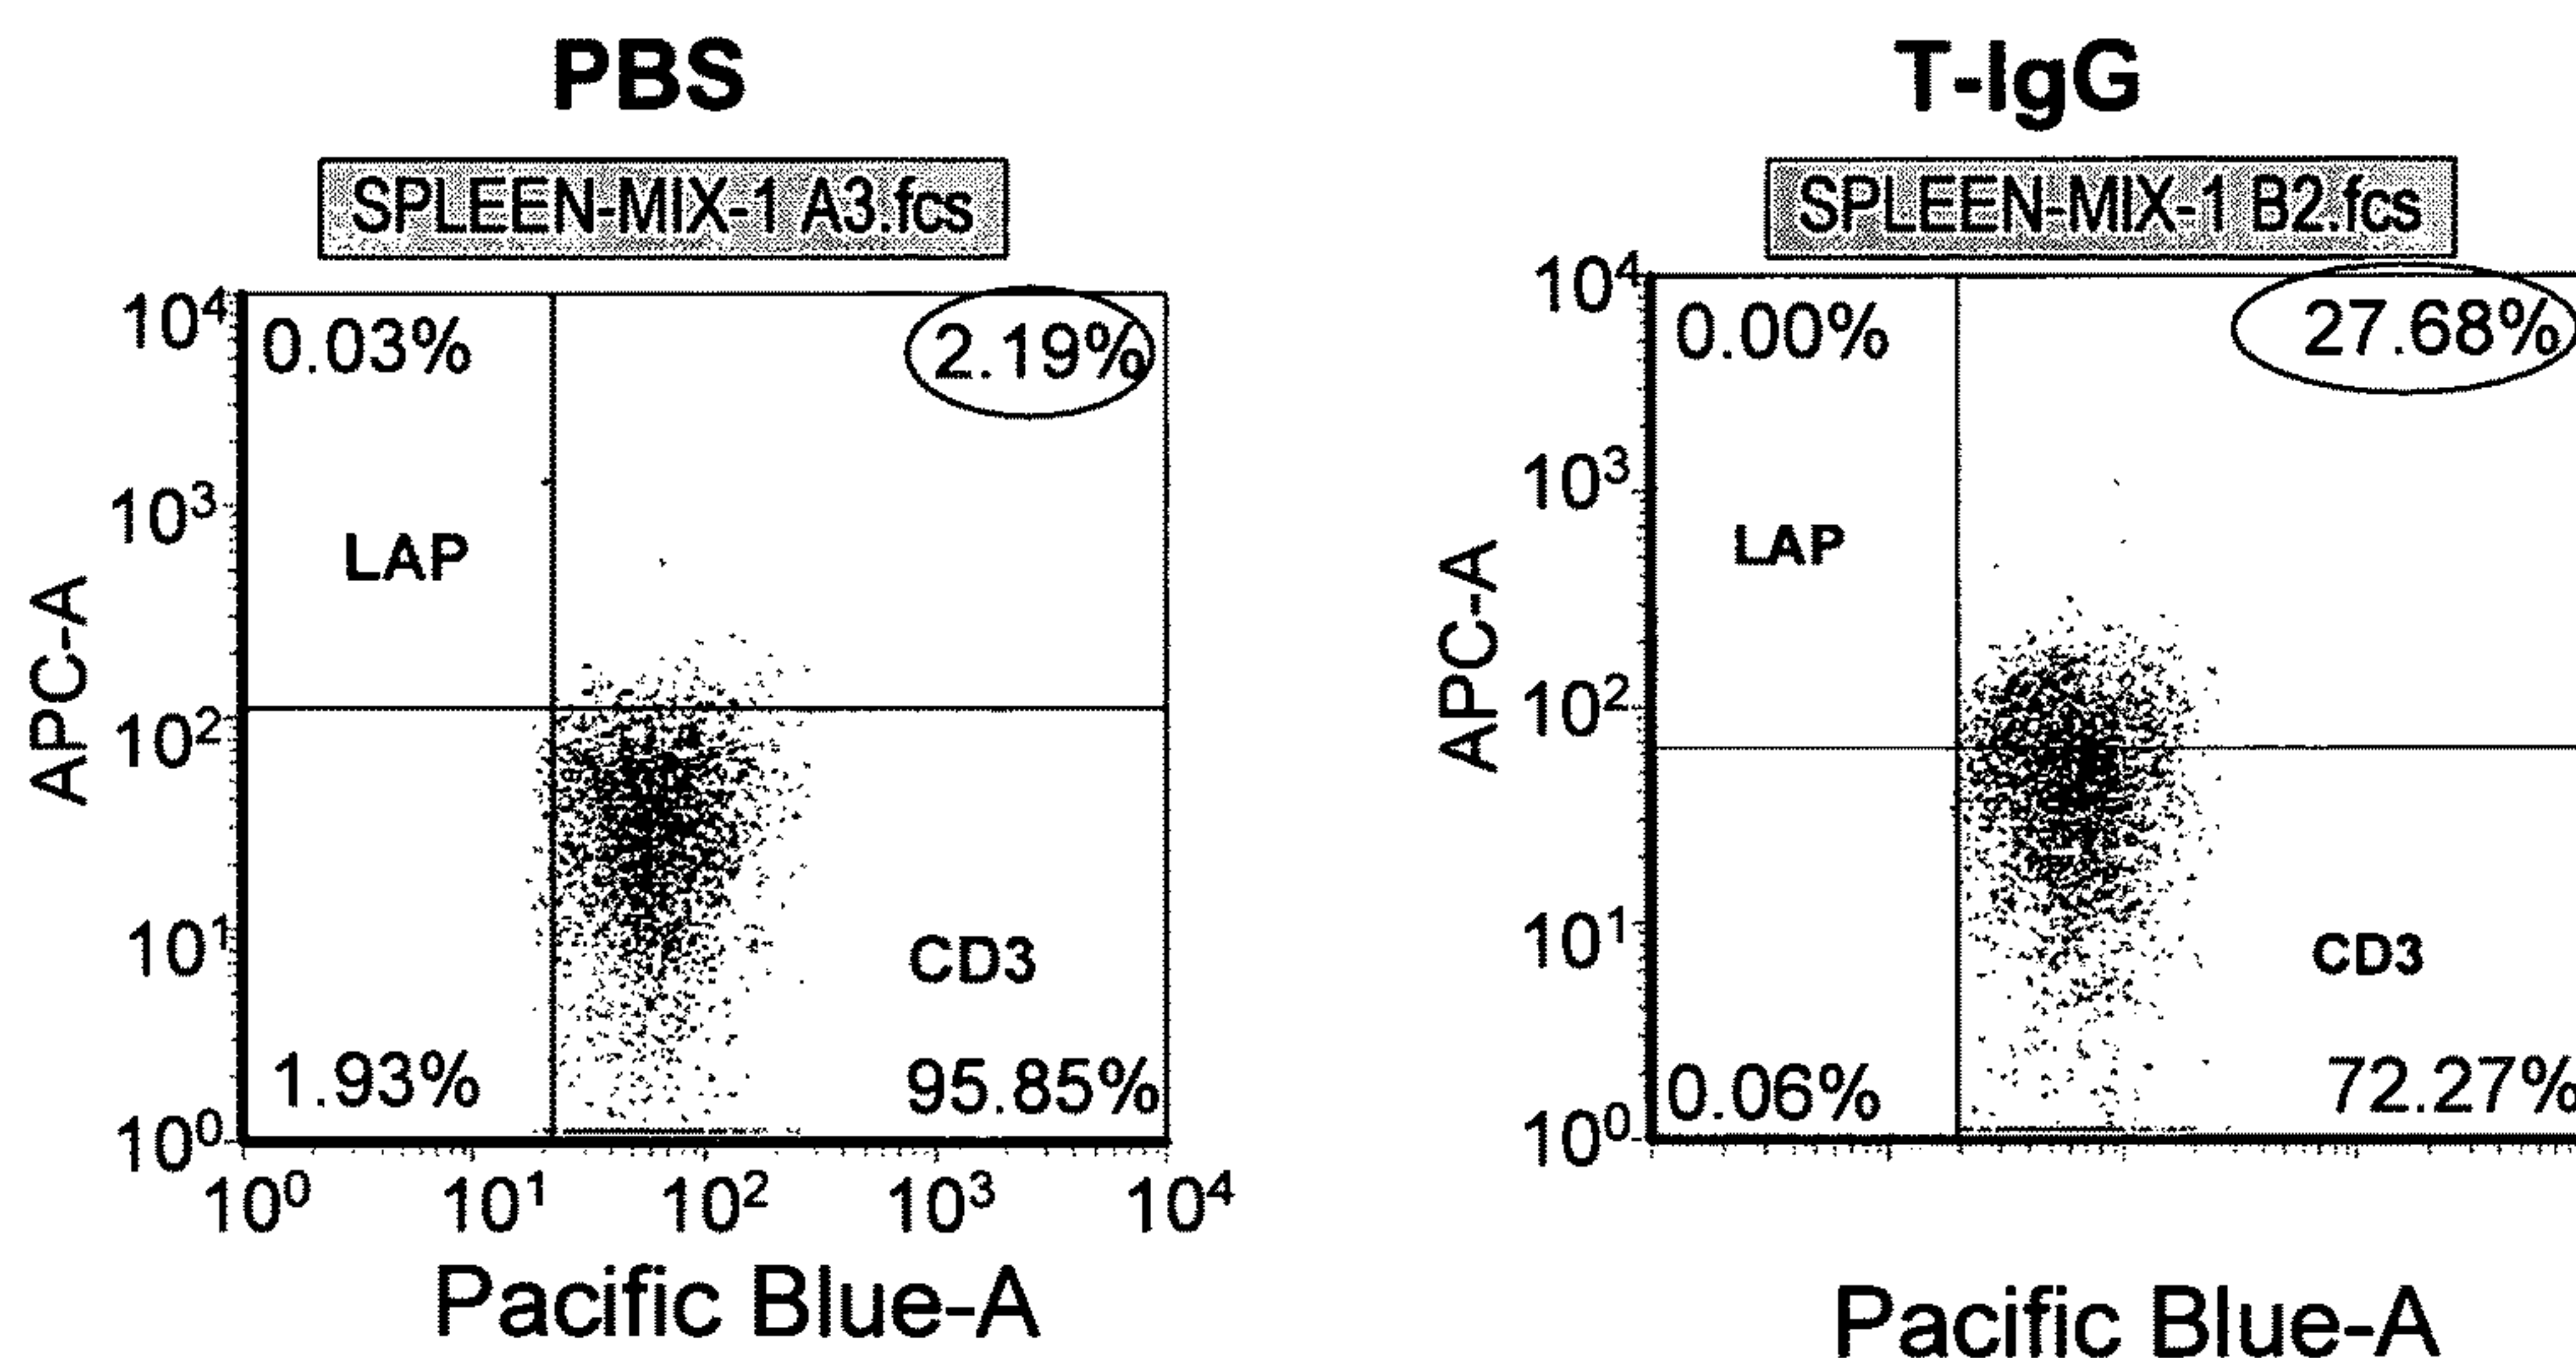 PBS
SPLEEN-MIX-1 A3.fcs
10⁴
0.03%
2.19%
10³
LAP
APC-A
10²
10¹
CD3
1.93%
95.85%
10⁰
10⁰ 10¹ 10² 10³ 10⁴
Pacific Blue-A
T-IgG
SPLEEN-MIX-1 B2.fcs
10⁴
0.00%
27.68%
10³
LAP
APC-A
10²
10¹
CD3
0.06%
72.27%
10⁰
Pacific Blue-A